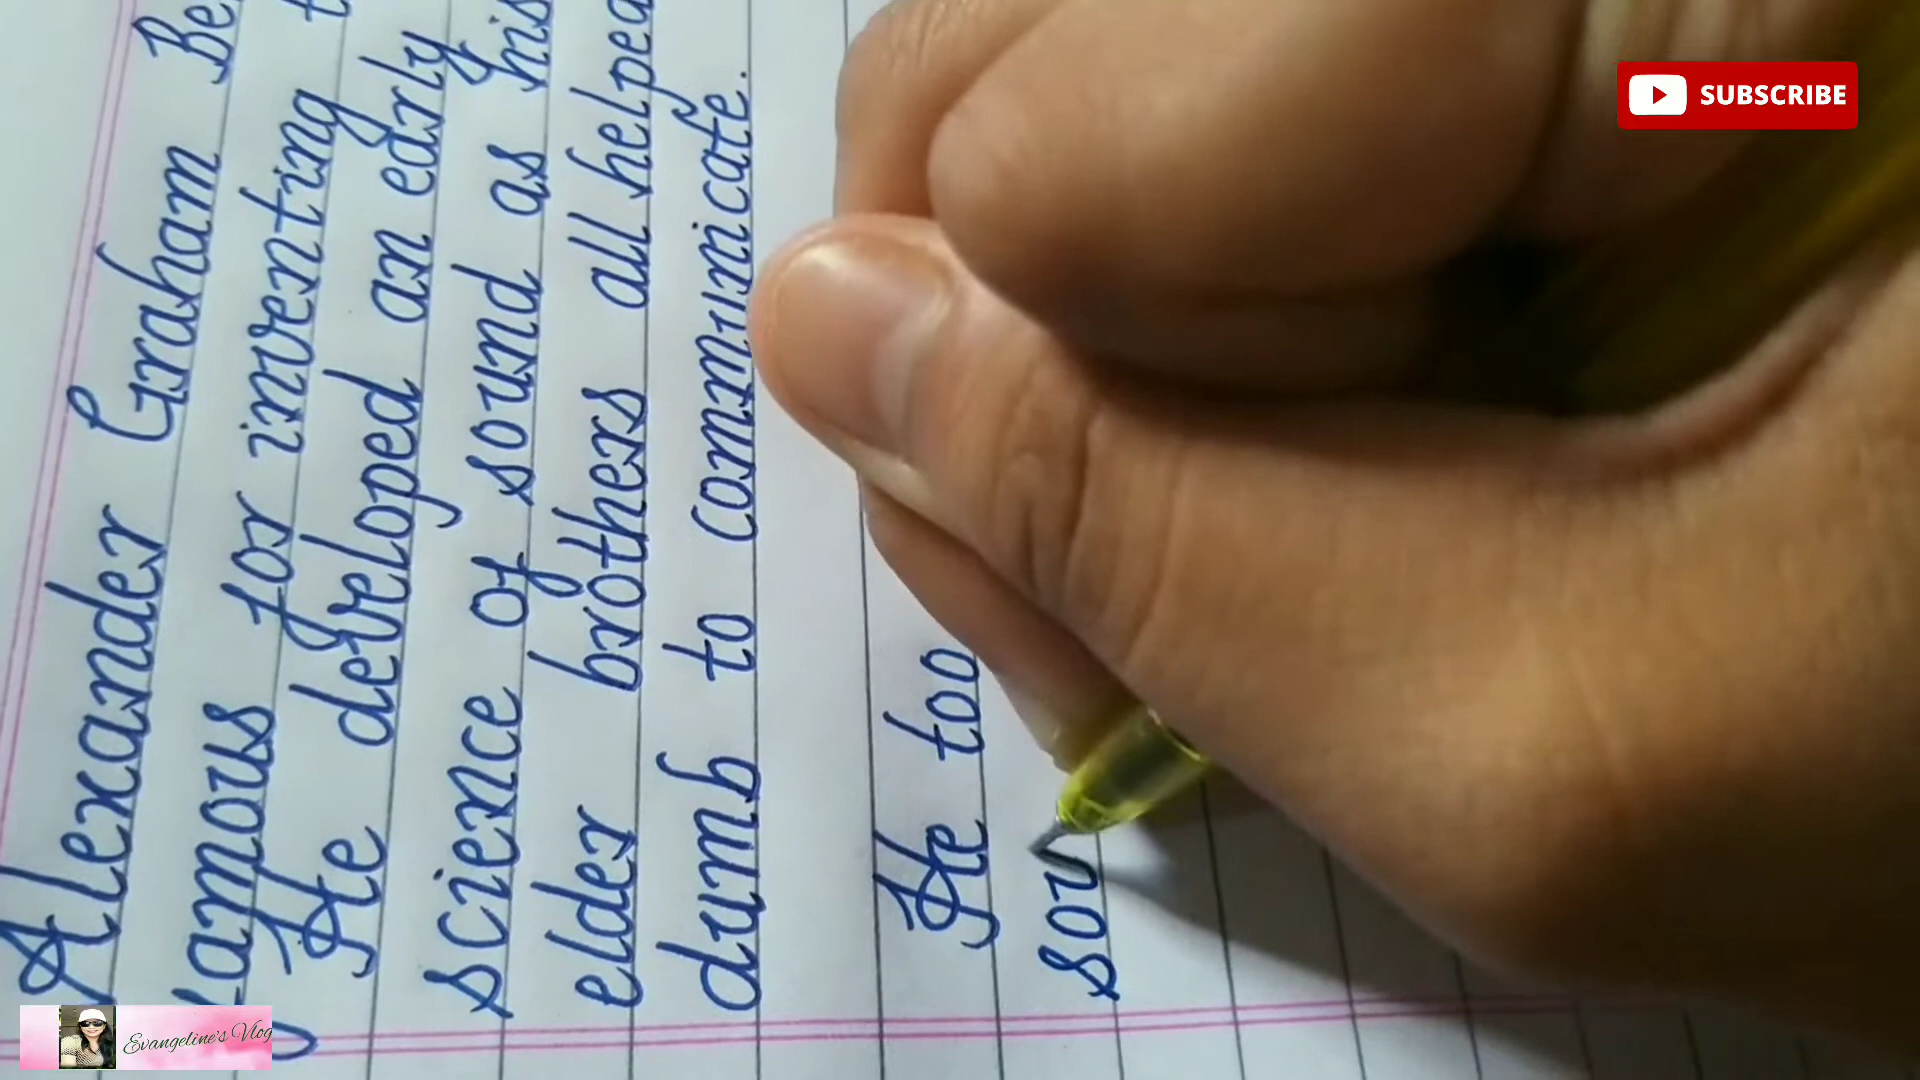 Alexander Graham Be
famous for inventing t
He developed an early
science of sound as his
elder brothers all helped
dumb to communicate.
He too
sou
SUBSCRIBE
Evangeline's Vlog